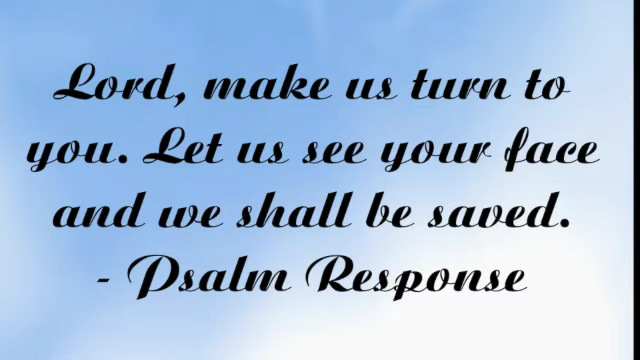 Lord, make us turn to
you. Let us see your face
and we shall be saved.
- Psalm Response